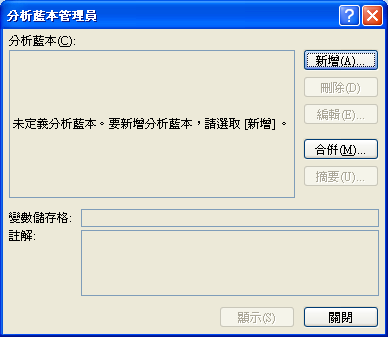 分析藍本管理員
分析藍本(C):
未定義分析藍本。要新增分析藍本，請選取 [新增] 。
新增(A)...
刪除(D)
編輯(E)...
合併(M)...
摘要(U)...
變數儲存格:
註解:
顯示(S)
關閉